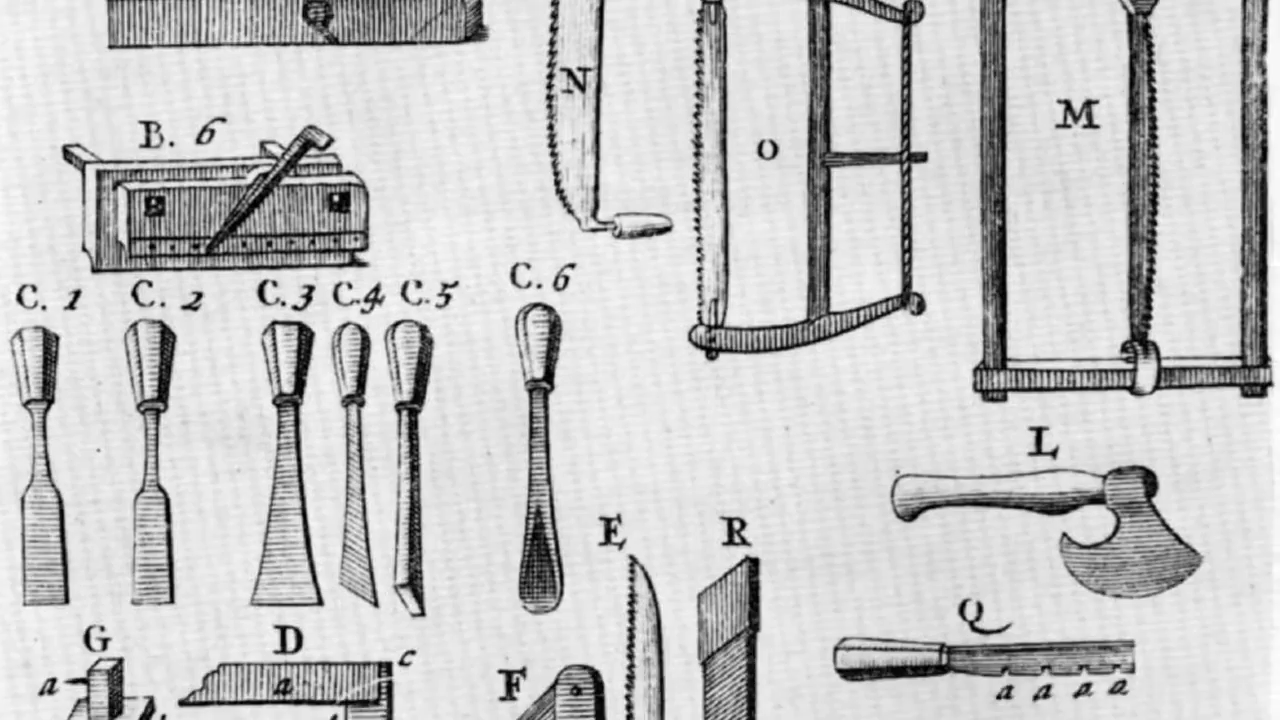 N
O
M
B. 6
C. 1 C. 2 C. 3 C. 4 C. 5 C. 6
L
E R
Q
a a a a
G D c
a a
F